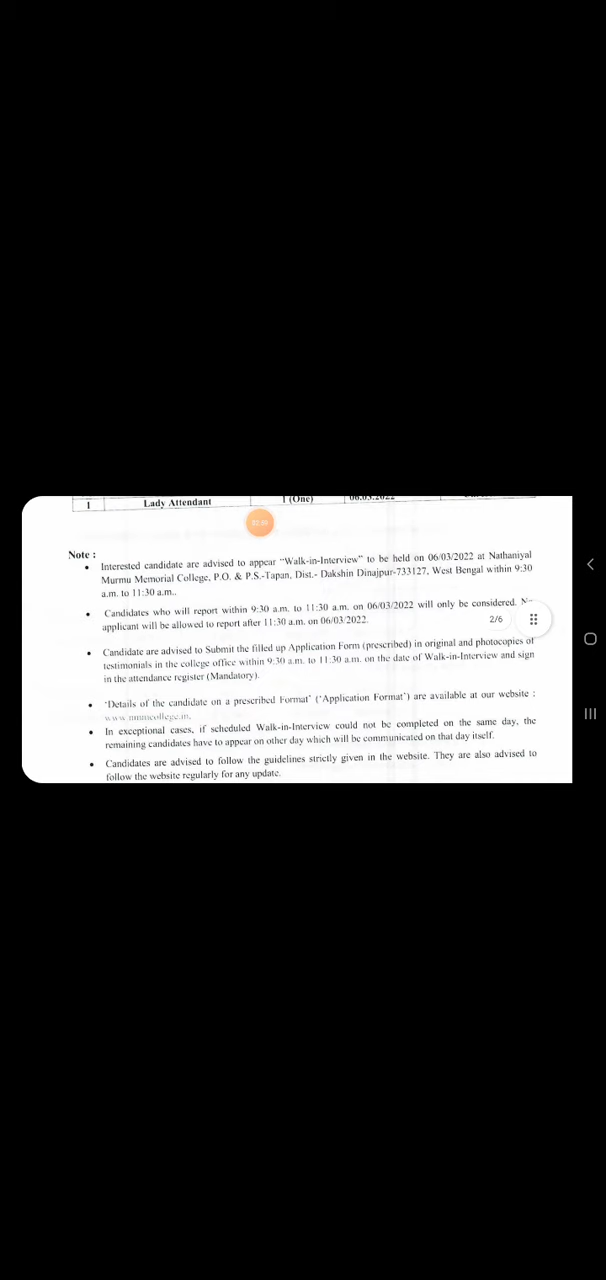 1 Lady Attendant 1 (One) 06.03.2022
Note :
• Interested candidate are advised to appear "Walk-in-Interview" to be held on 06/03/2022 at Nathaniyal
Murmu Memorial College, P.O. & P.S.-Tapan, Dist.- Dakshin Dinajpur-733127, West Bengal within 9:30
a.m. to 11:30 a.m..
• Candidates who will report within 9:30 a.m. to 11:30 a.m. on 06/03/2022 will only be considered.
applicant will be allowed to report after 11:30 a.m. on 06/03/2022.
2/6
• Candidate are advised to Submit the filled up Application Form (prescribed) in original and photocopies of
testimonials in the college office within 9:30 a.m. to 11:30 a.m. on the date of Walk-in-Interview and sign
in the attendance register (Mandatory).
• 'Details of the candidate on a prescribed Format' ('Application Format') are available at our website :
www.nmmcollege.in.
• In exceptional cases, if scheduled Walk-in-Interview could not be completed on the same day, the
remaining candidates have to appear on other day which will be communicated on that day itself.
• Candidates are advised to follow the guidelines strictly given in the website. They are also advised to
follow the website regularly for any update.